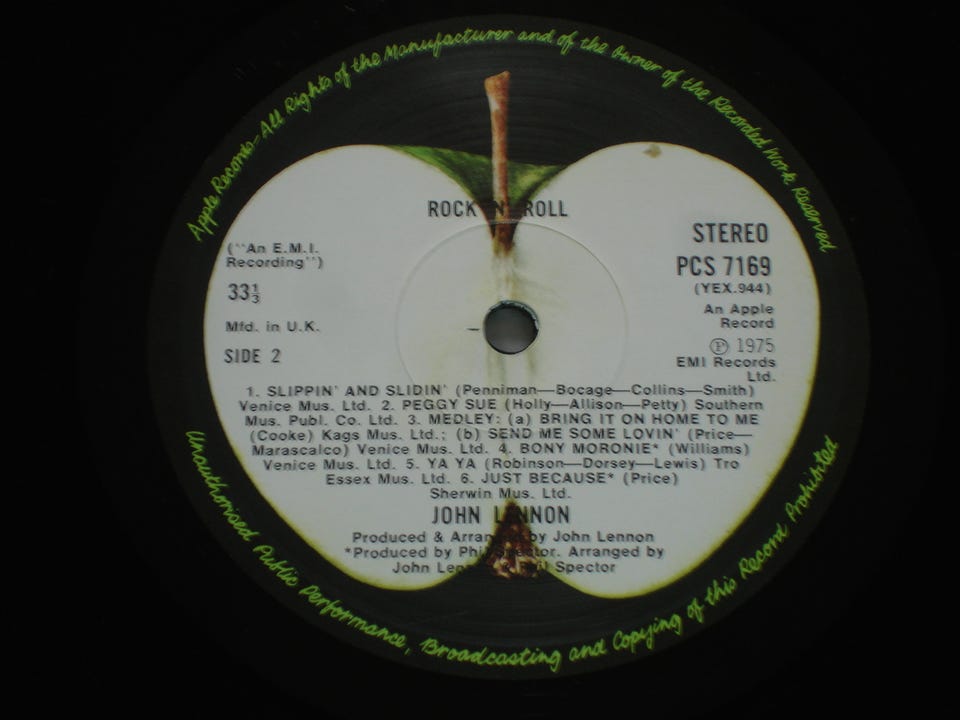 Apple Records—All Rights of the Manufacturer and of the Owner of the Recorded Work Reserved
ROCK 'N' ROLL
("An E.M.I.
Recording")
33⅓
Mfd. in U.K.
SIDE 2
STEREO
PCS 7169
(YEX.944)
An Apple
Record
Ⓟ 1975
EMI Records
Ltd.
1. SLIPPIN' AND SLIDIN' (Penniman—Bocage—Collins—Smith)
Venice Mus. Ltd. 2. PEGGY SUE (Holly—Allison—Petty) Southern
Mus. Publ. Co. Ltd. 3. MEDLEY: (a) BRING IT ON HOME TO ME
(Cooke) Kags Mus. Ltd.; (b) SEND ME SOME LOVIN' (Price—
Marascalco) Venice Mus. Ltd. 4. BONY MORONIE* (Williams)
Venice Mus. Ltd. 5. YA YA (Robinson—Dorsey—Lewis) Tro
Essex Mus. Ltd. 6. JUST BECAUSE* (Price)
Sherwin Mus. Ltd.
JOHN LENNON
Produced & Arranged by John Lennon
*Produced by Phil Spector. Arranged by
John Lennon & Phil Spector
Unauthorised Public Performance, Broadcasting and Copying of this Record Prohibited